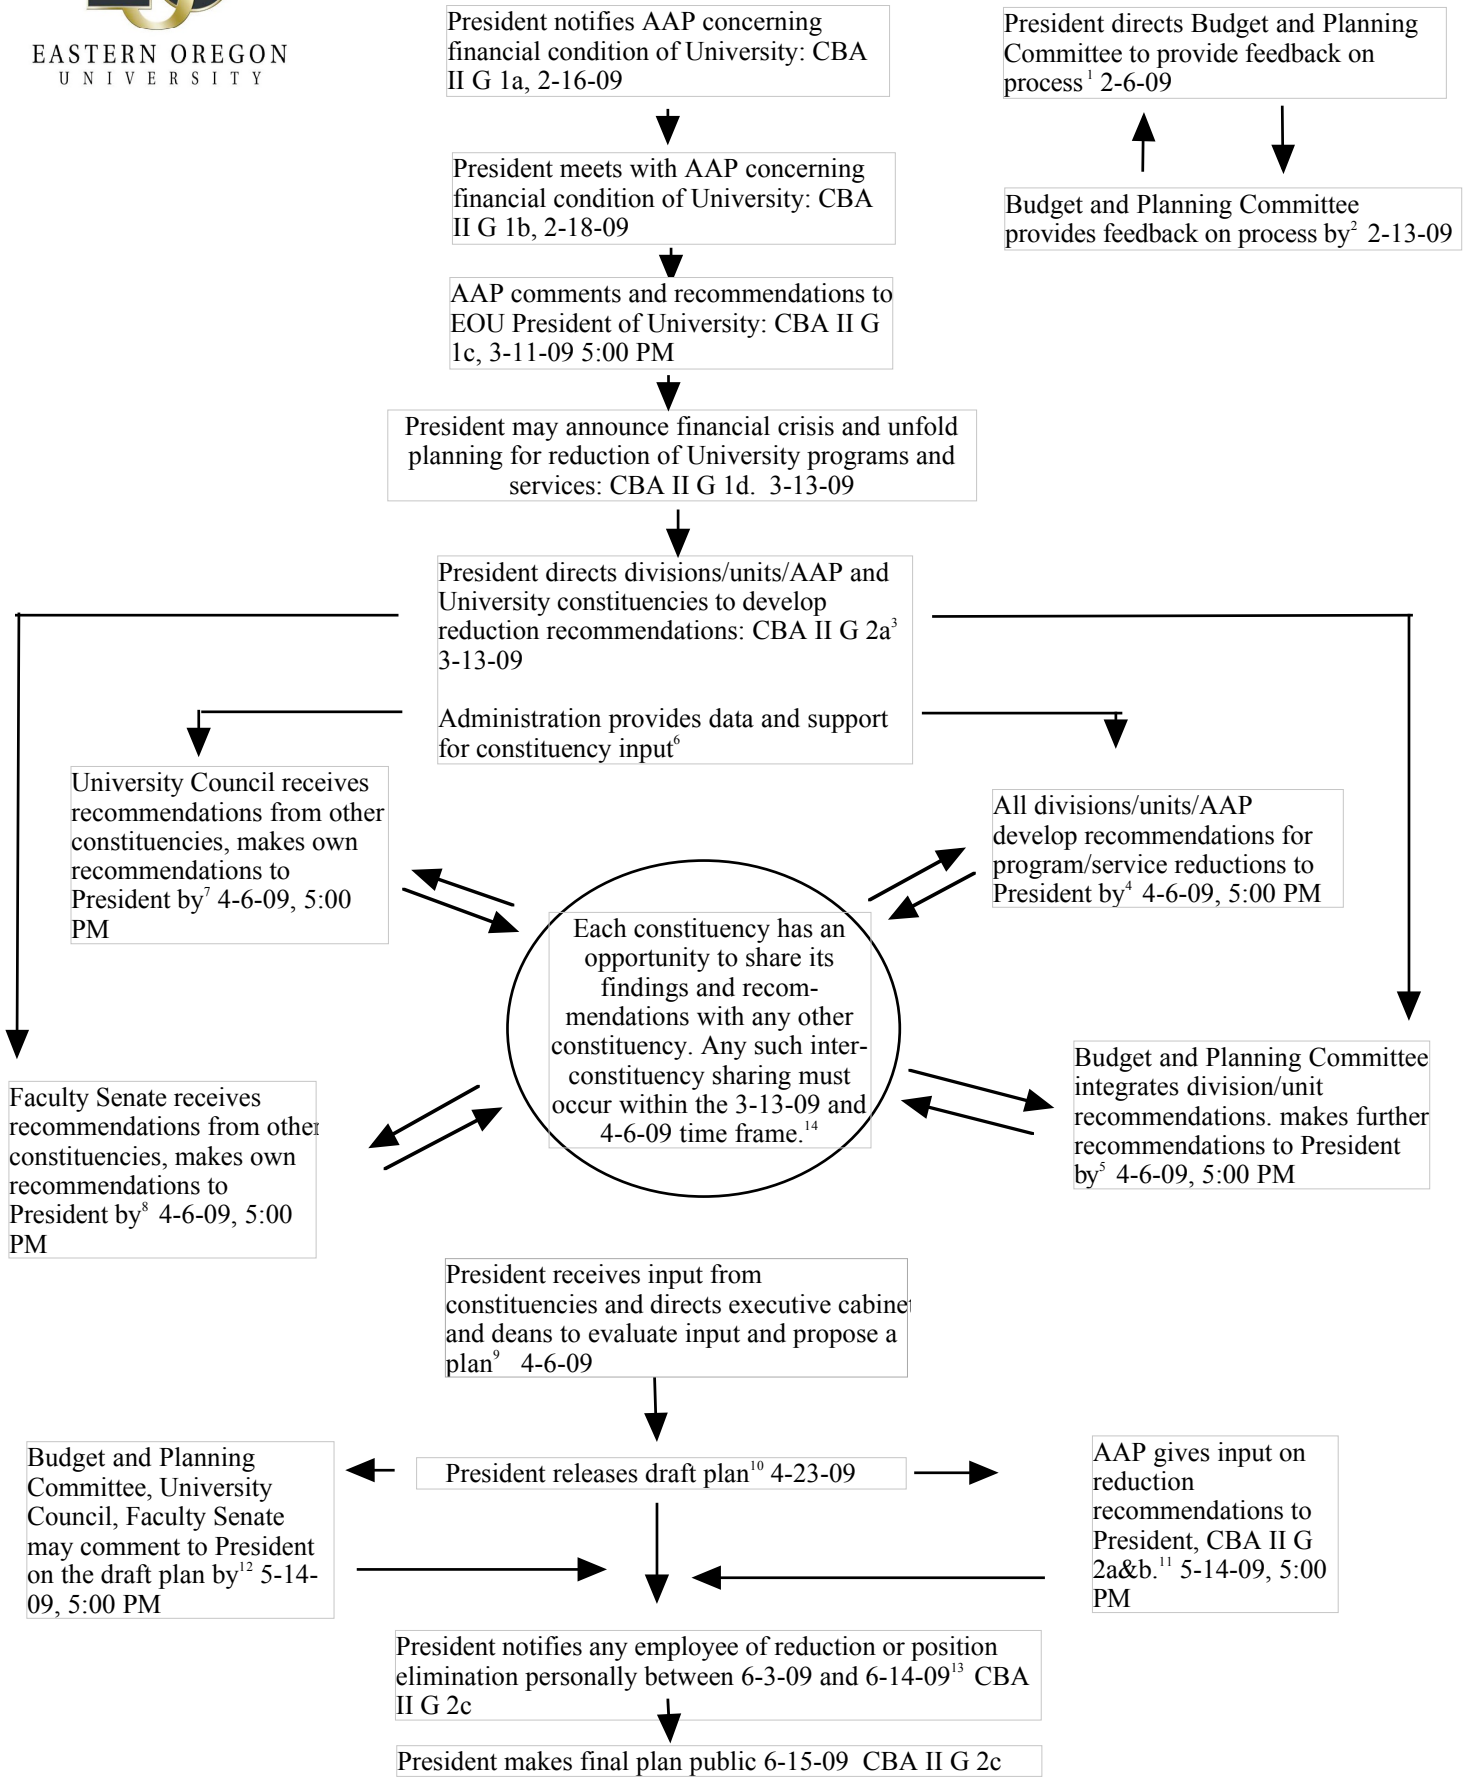 EASTERN OREGON
UNIVERSITY
President notifies AAP concerning
financial condition of University: CBA
II G 1a, 2-16-09
President directs Budget and Planning
Committee to provide feedback on
process1 2-6-09
President meets with AAP concerning
financial condition of University: CBA
II G 1b, 2-18-09
Budget and Planning Committee
provides feedback on process by2 2-13-09
AAP comments and recommendations to
EOU President of University: CBA II G
1c, 3-11-09 5:00 PM
President may announce financial crisis and unfold
planning for reduction of University programs and
services: CBA II G 1d. 3-13-09
President directs divisions/units/AAP and
University constituencies to develop
reduction recommendations: CBA II G 2a3
3-13-09
Administration provides data and support
for constituency input6
University Council receives
recommendations from other
constituencies, makes own
recommendations to
President by7 4-6-09, 5:00
PM
All divisions/units/AAP
develop recommendations for
program/service reductions to
President by4 4-6-09, 5:00 PM
Each constituency has an
opportunity to share its
findings and recom-
mendations with any other
constituency. Any such inter-
constituency sharing must
occur within the 3-13-09 and
4-6-09 time frame.14
Faculty Senate receives
recommendations from other
constituencies, makes own
recommendations to
President by8 4-6-09, 5:00
PM
Budget and Planning Committee
integrates division/unit
recommendations. makes further
recommendations to President
by5 4-6-09, 5:00 PM
President receives input from
constituencies and directs executive cabinet
and deans to evaluate input and propose a
plan9 4-6-09
Budget and Planning
Committee, University
Council, Faculty Senate
may comment to President
on the draft plan by12 5-14-
09, 5:00 PM
President releases draft plan10 4-23-09
AAP gives input on
reduction
recommendations to
President, CBA II G
2a&b.11 5-14-09, 5:00
PM
President notifies any employee of reduction or position
elimination personally between 6-3-09 and 6-14-0913 CBA
II G 2c
President makes final plan public 6-15-09 CBA II G 2c